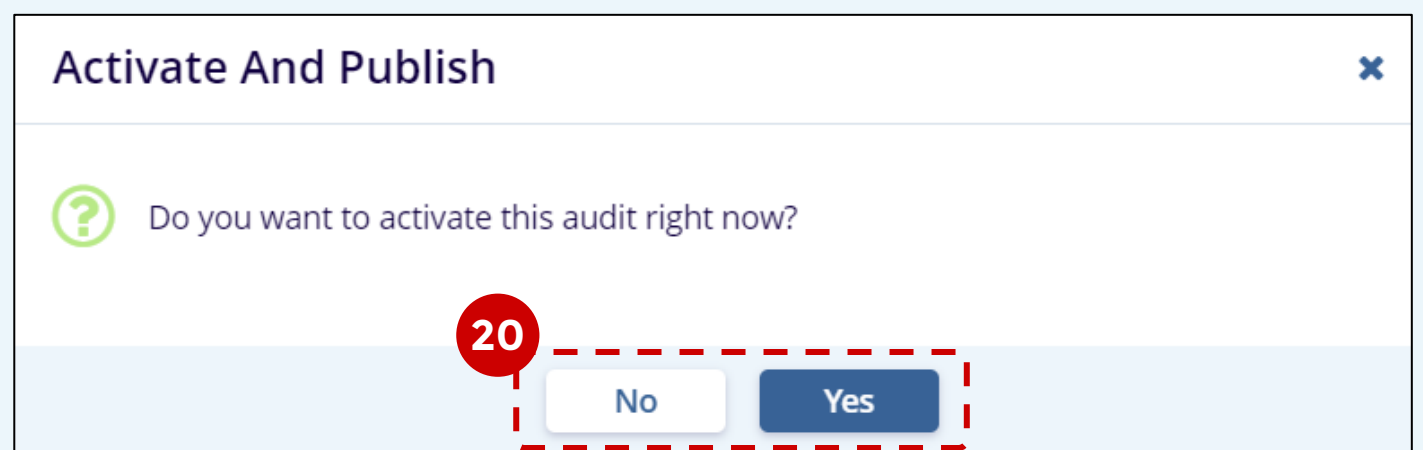 Activate And Publish
Do you want to activate this audit right now?
20
No
Yes